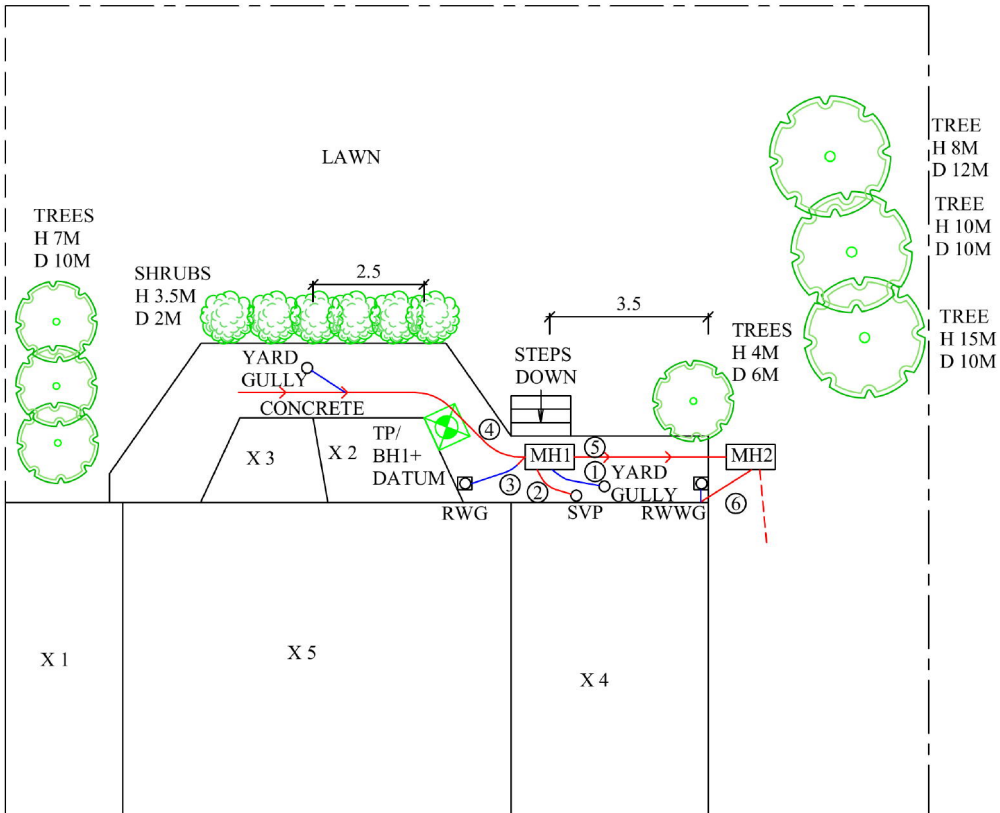 LAWN
TREE
H 8M
D 12M
TREE
H 10M
D 10M
TREE
H 15M
D 10M
TREES
H 7M
D 10M
SHRUBS
H 3.5M
D 2M
2.5
3.5
TREES
H 4M
D 6M
STEPS
DOWN
YARD
GULLY
CONCRETE
X 3
X 2
TP/
BH1+
DATUM
4
MH1
5
MH2
1
YARD
GULLY
3
2
6
RWG
SVP
RWWG
X 1
X 5
X 4